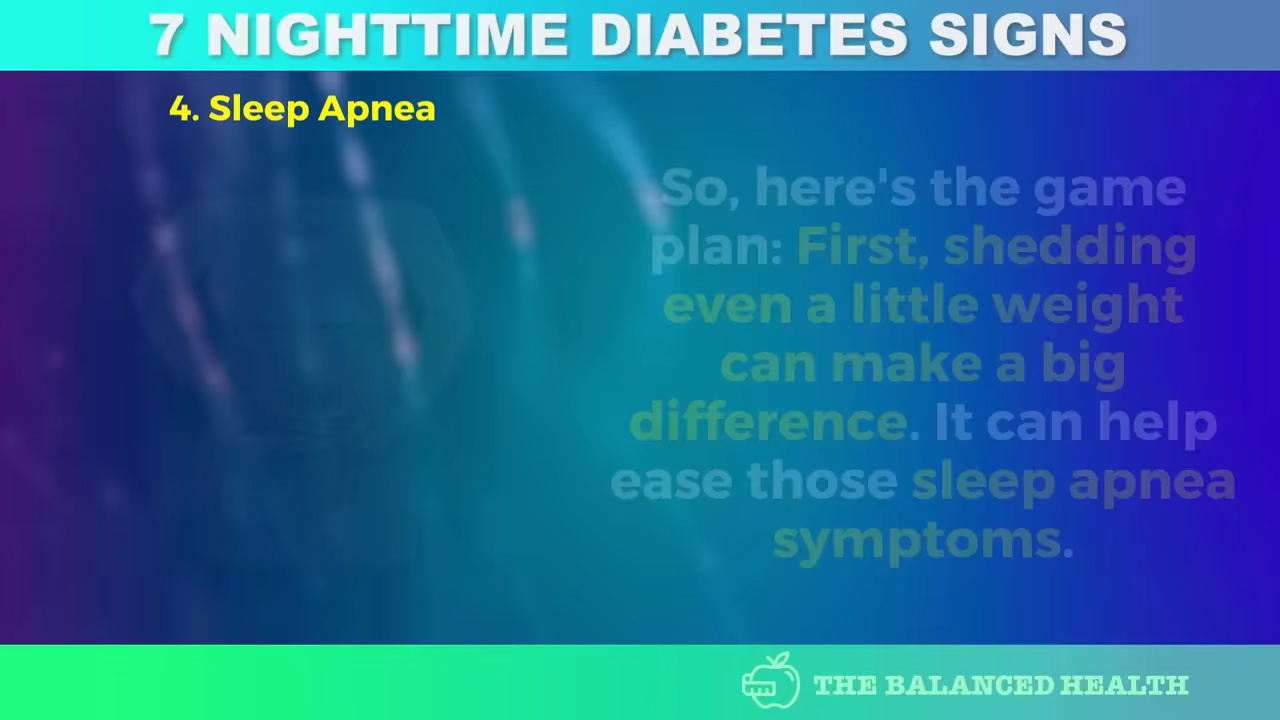 7 NIGHTTIME DIABETES SIGNS
4. Sleep Apnea
So, here's the game
plan: First, shedding
even a little weight
can make a big
difference. It can help
ease those sleep apnea
symptoms.
THE BALANCED HEALTH